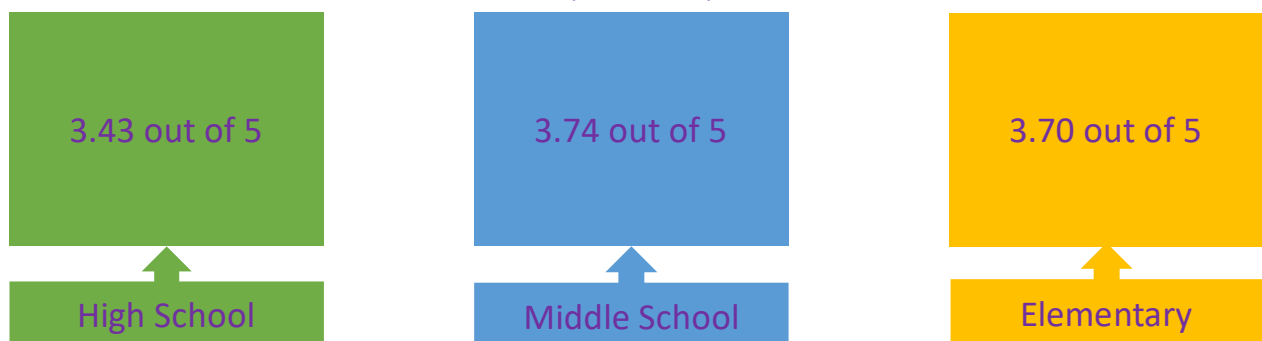 3.43 out of 5
3.74 out of 5
3.70 out of 5
High School
Middle School
Elementary